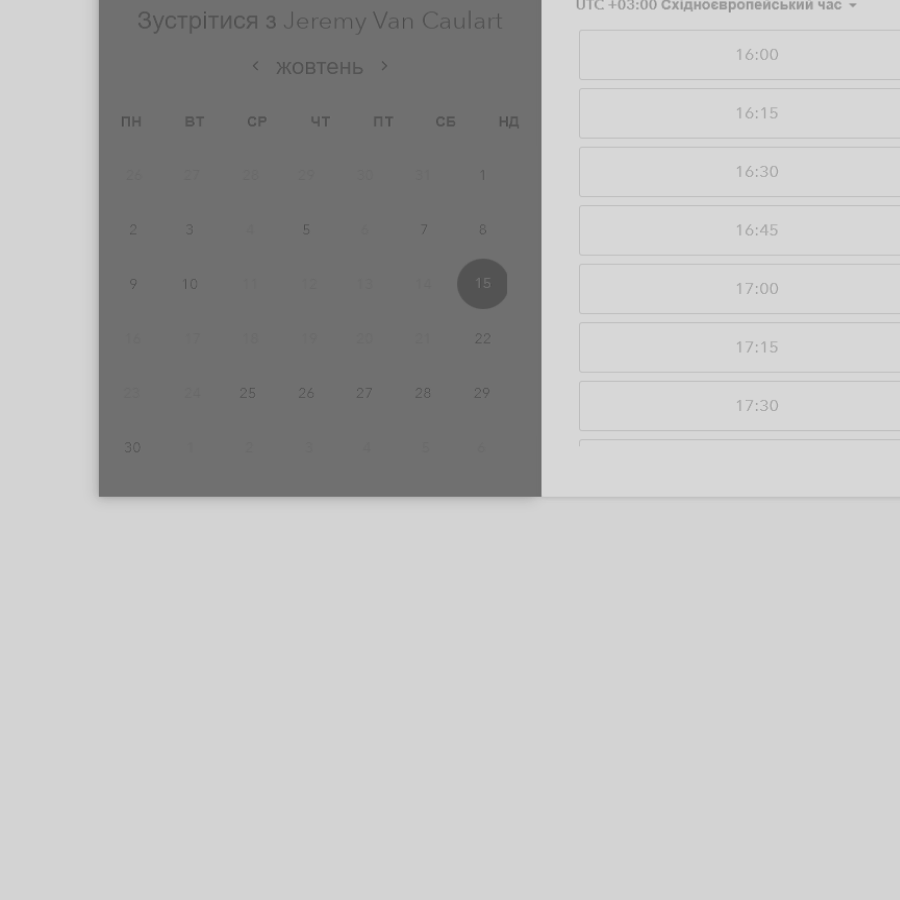 Зустрітися з Jeremy Van Caulart
жовтень
ПН ВТ СР ЧТ ПТ СБ НД
26 27 28 29 30 31 1
2 3 4 5 6 7 8
9 10 11 12 13 14 15
16 17 18 19 20 21 22
23 24 25 26 27 28 29
30 1 2 3 4 5 6
UTC +03:00 Східноєвропейський час
16:00
16:15
16:30
16:45
17:00
17:15
17:30